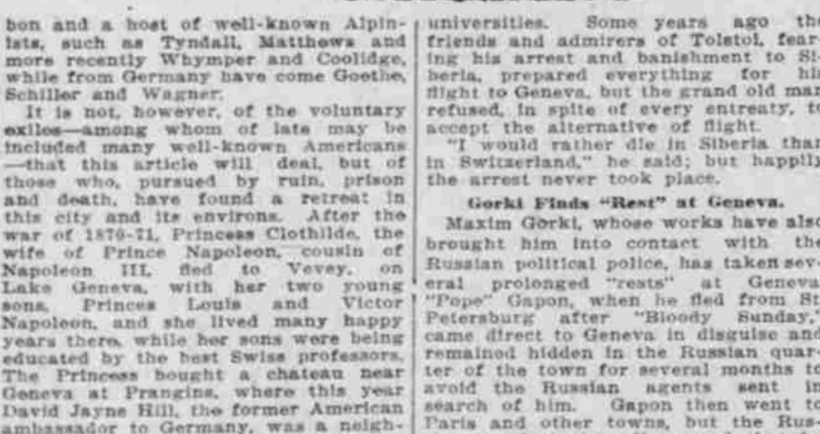 bon and a host of well-known Alpin-
ists, such as Tyndall, Matthews and
more recently Whymper and Coolidge,
while from Germany have come Goethe,
Schiller and Wagner.
It is not, however, of the voluntary
exiles—among whom of late may be
included many well-known Americans
—that this article will deal, but of
those who, pursued by ruin, prison
and death, have found a retreat in
this city and its environs. After the
war of 1870-71, Princess Clothilde, the
wife of Prince Napoleon, cousin of
Napoleon III, fled to Vevey, on
Lake Geneva, with her two young
sons, Princes Louis and Victor
Napoleon, and she lived many happy
years there, while her sons were being
educated by the best Swiss professors.
The Princess bought a chateau near
Geneva at Prangins, where this year
David Jayne Hill, the former American
ambassador to Germany, was a neigh-
universities. Some years ago the
friends and admirers of Tolstoi, fear-
ing his arrest and banishment to Si-
beria, prepared everything for his
flight to Geneva, but the grand old man
refused, in spite of every entreaty, to
accept the alternative of flight.
"I would rather die in Siberia than
in Switzerland," he said; but happily
the arrest never took place.
Gorki Finds "Rest" at Geneva.
Maxim Gorki, whose works have also
brought him into contact with the
Russian political police, has taken sev-
eral prolonged "rests" at Geneva.
"Pope" Gapon, when he fled from St.
Petersburg after "Bloody Sunday,"
came direct to Geneva in disguise and
remained hidden in the Russian quar-
ter of the town for several months to
avoid the Russian agents sent in
search of him. Gapon then went to
Paris and other towns, but the Rus-